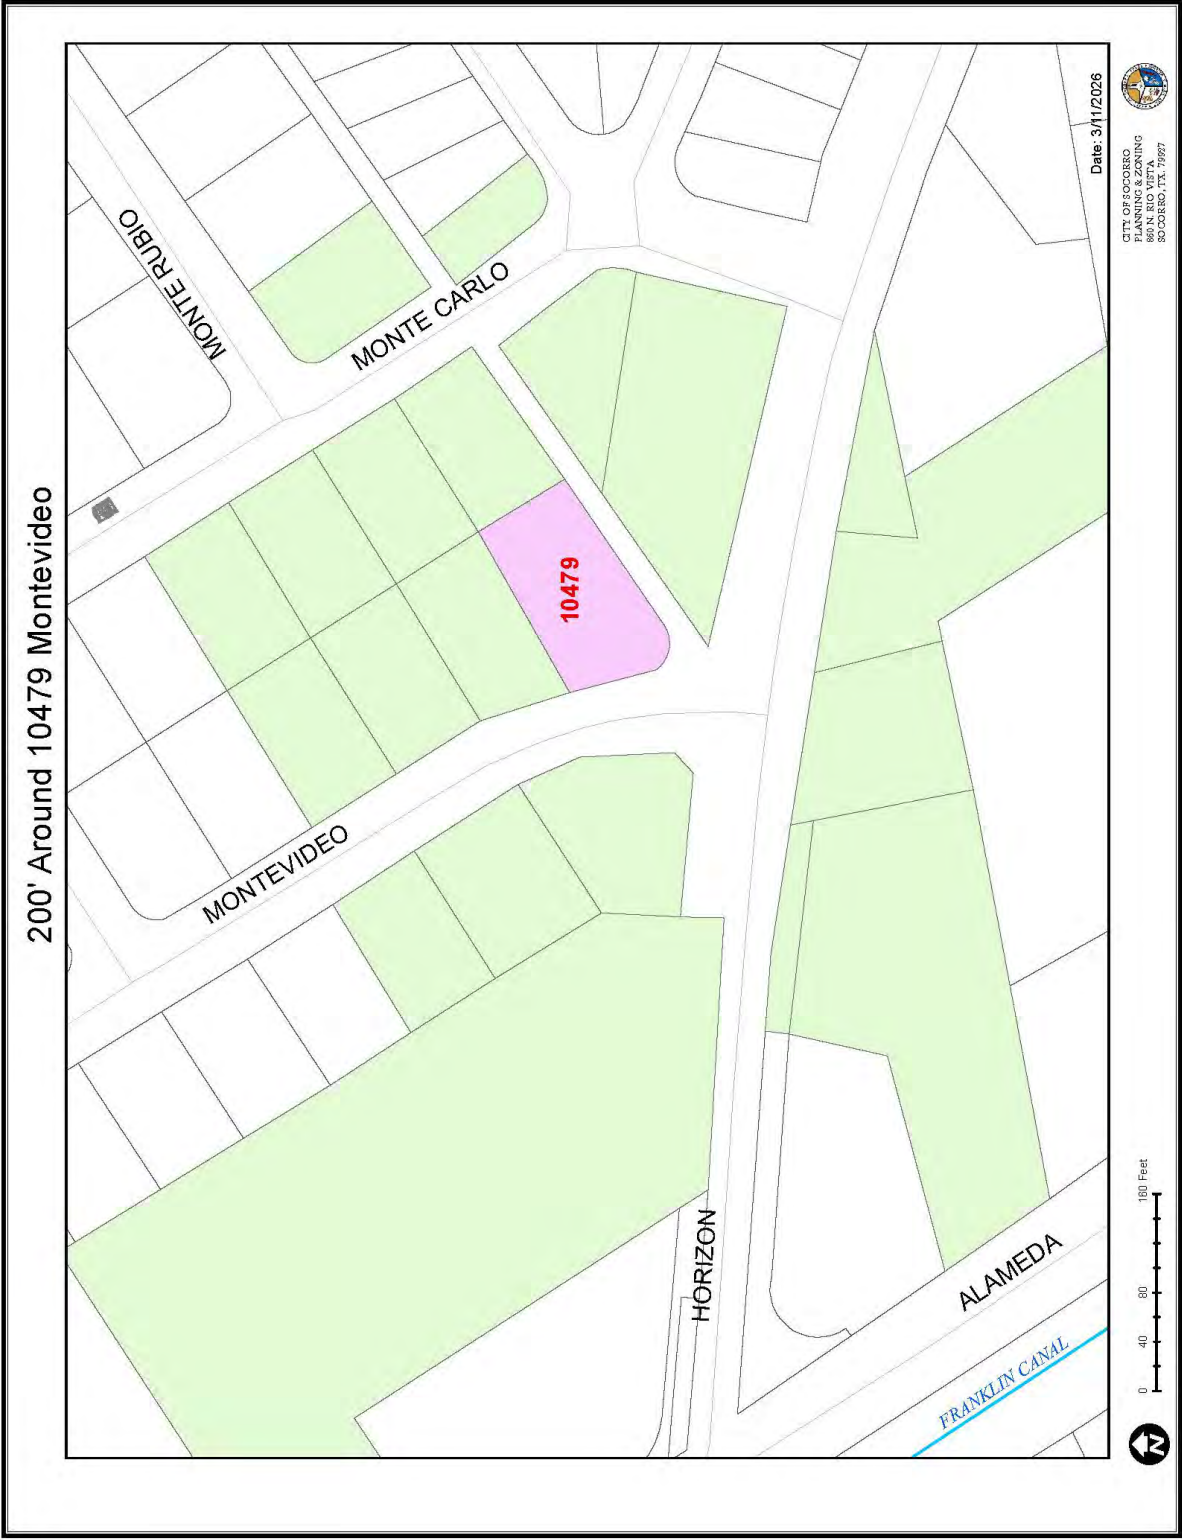 200' Around 10479 Montevideo
MONTE RUBIO
MONTE CARLO
10479
MONTEVIDEO
HORIZON
ALAMEDA
FRANKLIN CANAL
N
0 40 80 160 Feet
Date: 3/11/2026
CITY OF SOCORRO
PLANNING & ZONING
860 N. RIO VISTA
SOCORRO, TX. 79927